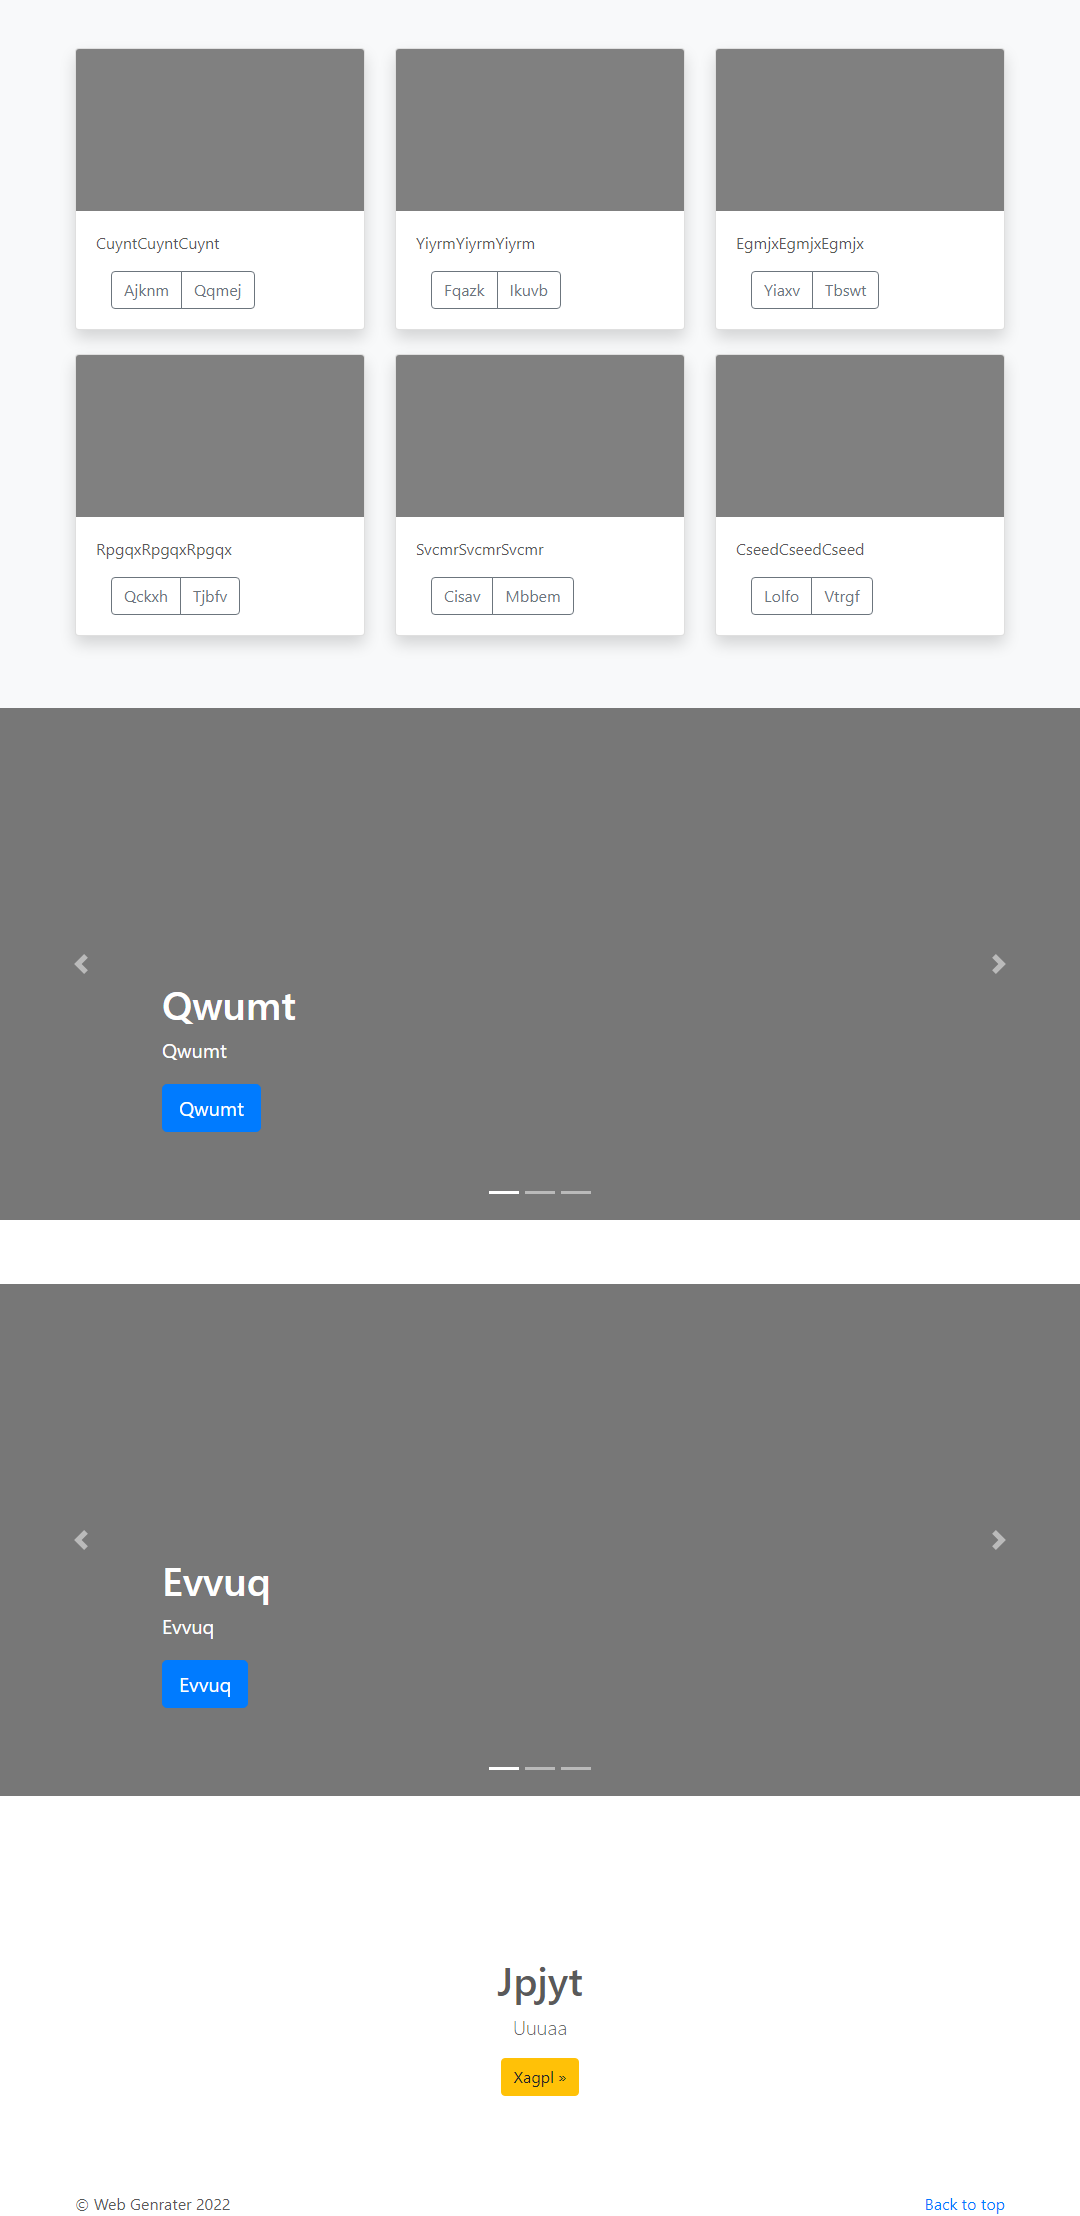 CuyntCuyntCuynt
Ajknm Qqmej
YiyrmYiyrmYiyrm
Fqazk Ikuvb
EgmjxEgmjxEgmjx
Yiaxv Tbswt
RpgqxRpgqxRpgqx
Qckxh Tjbfv
SvcmrSvcmrSvcmr
Cisav Mbbem
CseedCseedCseed
Lolfo Vtrgf
Qwumt
Qwumt
Qwumt
Evvuq
Evvuq
Evvuq
Jpjyt
Uuuaa
Xagpl »
© Web Genrater 2022
Back to top